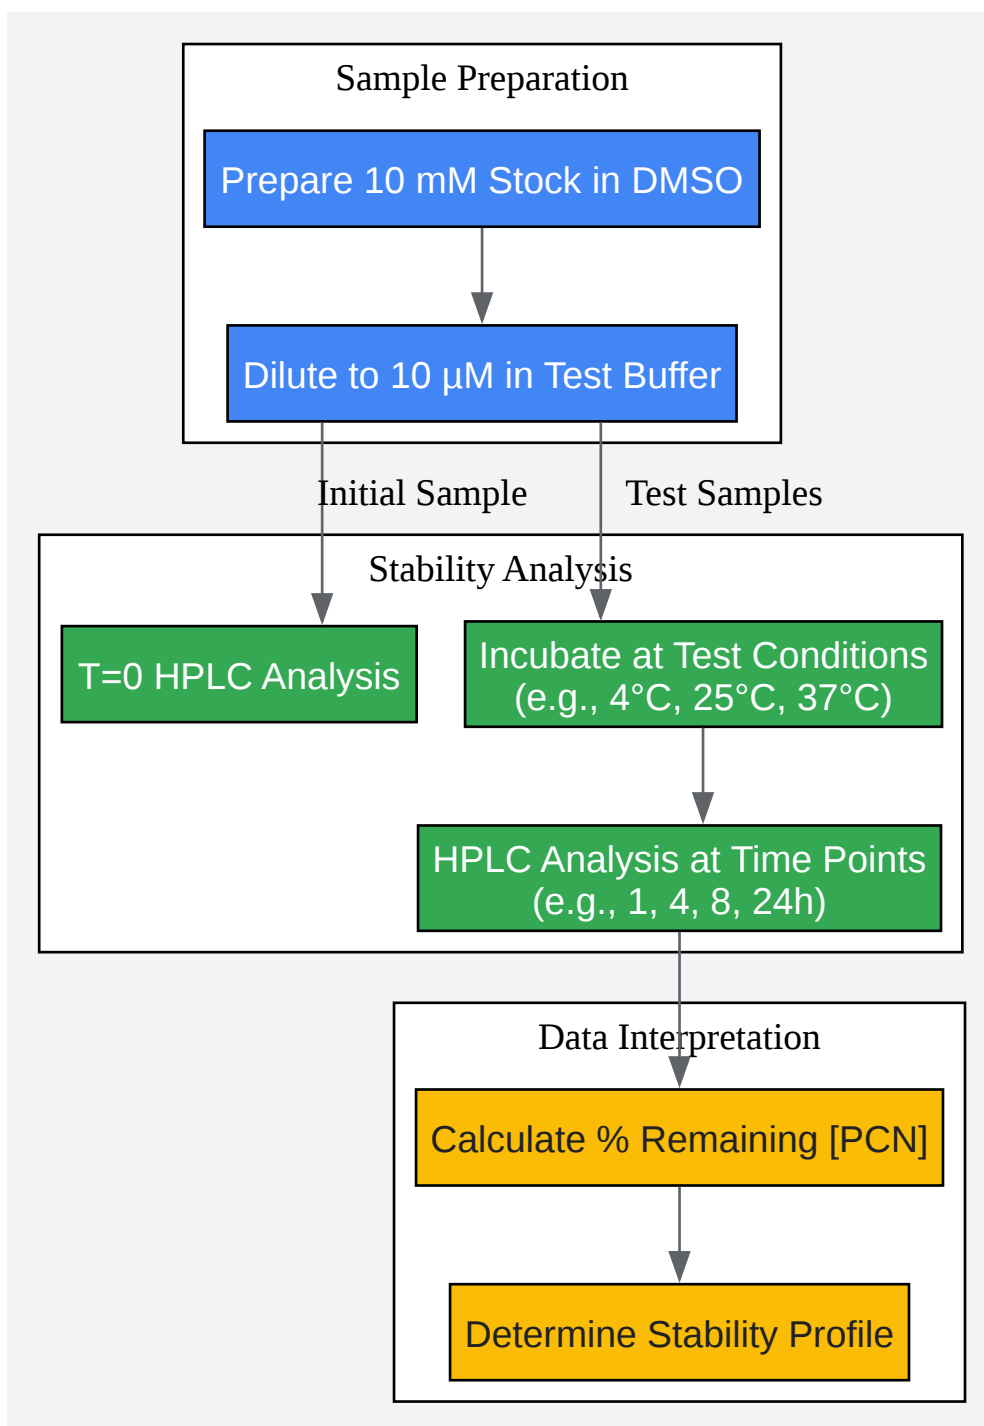 Sample Preparation
Prepare 10 mM Stock in DMSO
Dilute to 10 µM in Test Buffer
Initial Sample
Test Samples
Stability Analysis
T=0 HPLC Analysis
Incubate at Test Conditions
(e.g., 4°C, 25°C, 37°C)
HPLC Analysis at Time Points
(e.g., 1, 4, 8, 24h)
Data Interpretation
Calculate % Remaining [PCN]
Determine Stability Profile